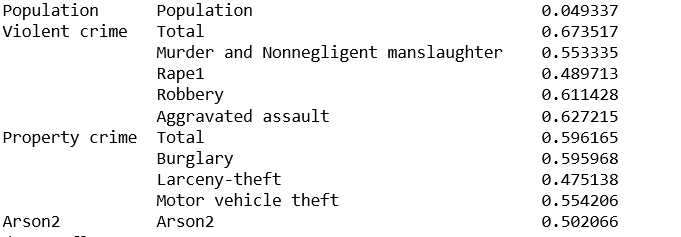 Population Population 0.049337
Violent crime Total 0.673517
Murder and Nonnegligent manslaughter 0.553335
Rape1 0.489713
Robbery 0.611428
Aggravated assault 0.627215
Property crime Total 0.596165
Burglary 0.595968
Larceny-theft 0.475138
Motor vehicle theft 0.554206
Arson2 Arson2 0.502066